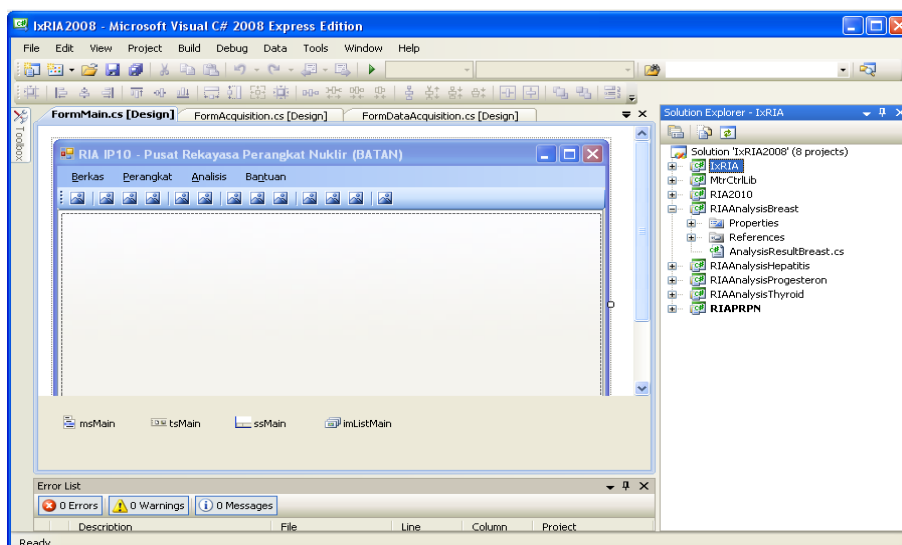 IxRIA2008 - Microsoft Visual C# 2008 Express Edition
File Edit View Project Build Debug Data Tools Window Help
FormMain.cs [Design] FormAcquisition.cs [Design] FormDataAcquisition.cs [Design]
Toolbox
RIA IP10 - Pusat Rekayasa Perangkat Nuklir (BATAN)
Berkas Perangkat Analisis Bantuan
msMain tsMain ssMain imListMain
Error List
0 Errors 0 Warnings 0 Messages
Description File Line Column Project
Ready
Solution Explorer - IxRIA
Solution 'IxRIA2008' (8 projects)
IxRIA
MtrCtrlLib
RIA2010
RIAAnalysisBreast
Properties
References
AnalysisResultBreast.cs
RIAAnalysisHepatitis
RIAAnalysisProgesteron
RIAAnalysisThyroid
RIAPRPN